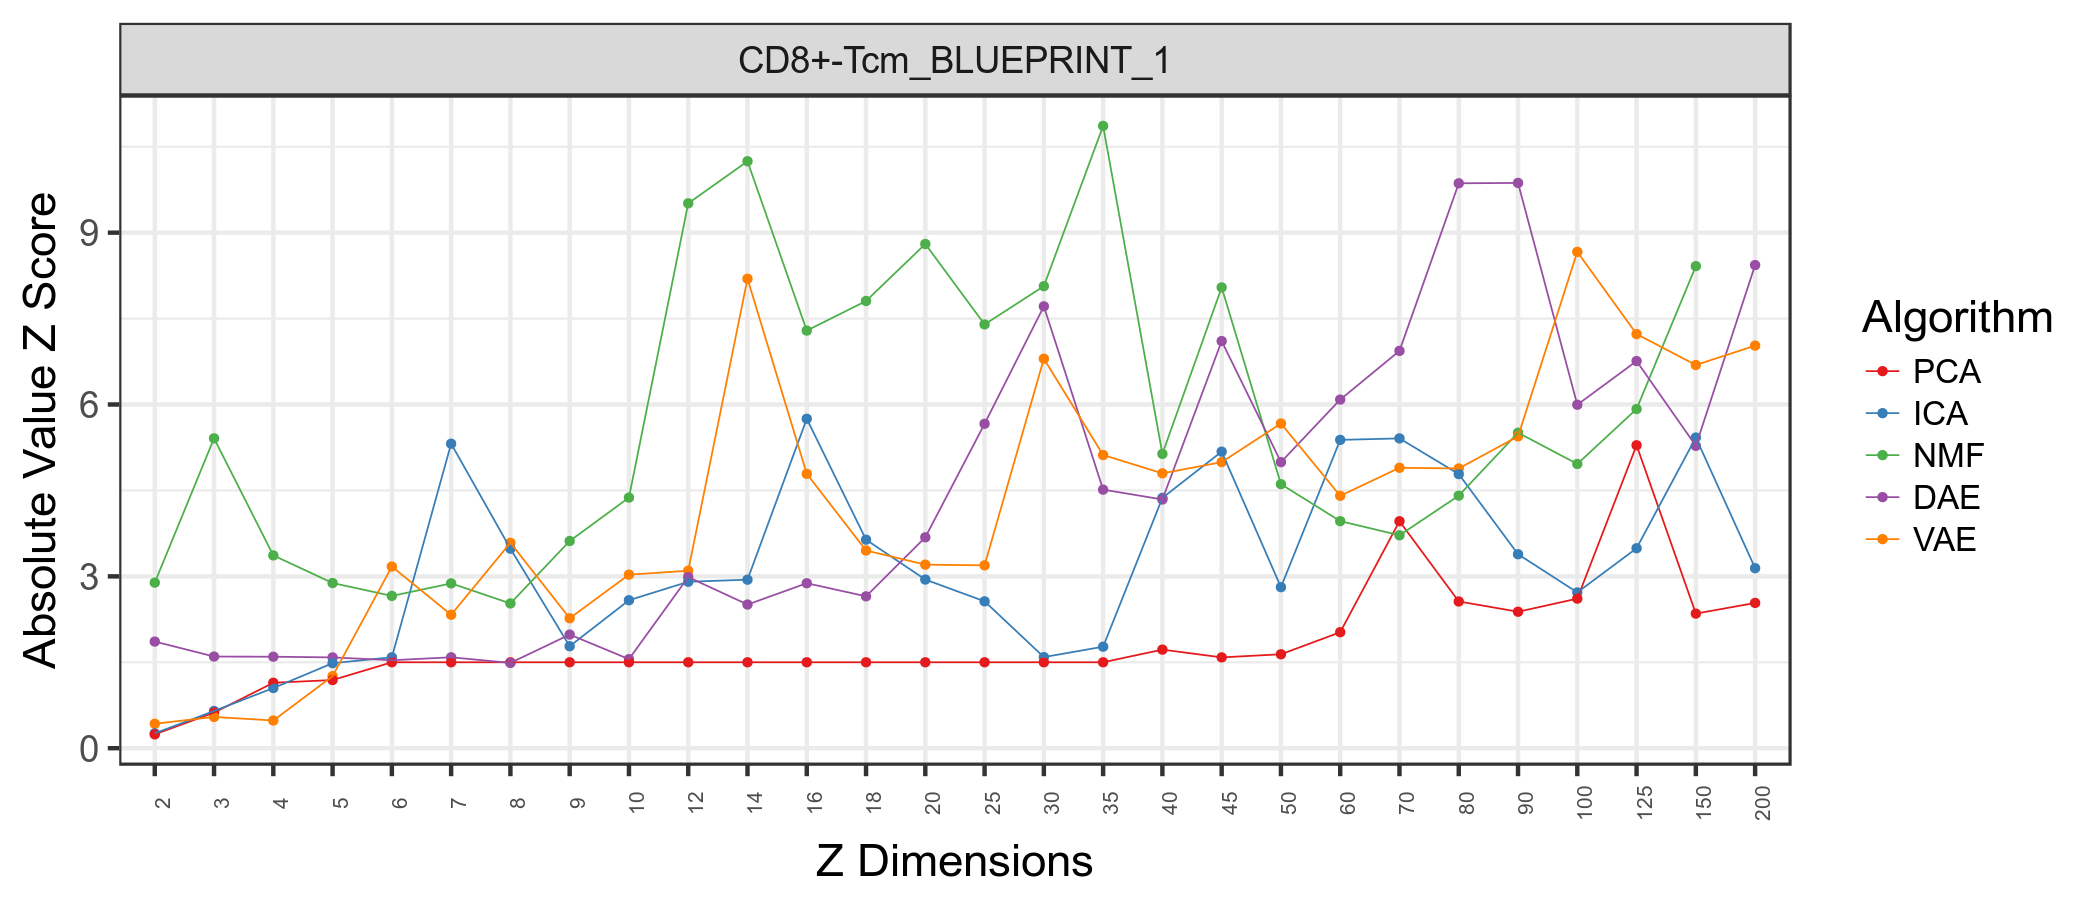 CD8+-Tcm_BLUEPRINT_1
Absolute Value Z Score
9
6
3
0
2 3 4 5 6 7 8 9 10 12 14 16 18 20 25 30 35 40 45 50 60 70 80 90 100 125 150 200
Z Dimensions
Algorithm
PCA
ICA
NMF
DAE
VAE